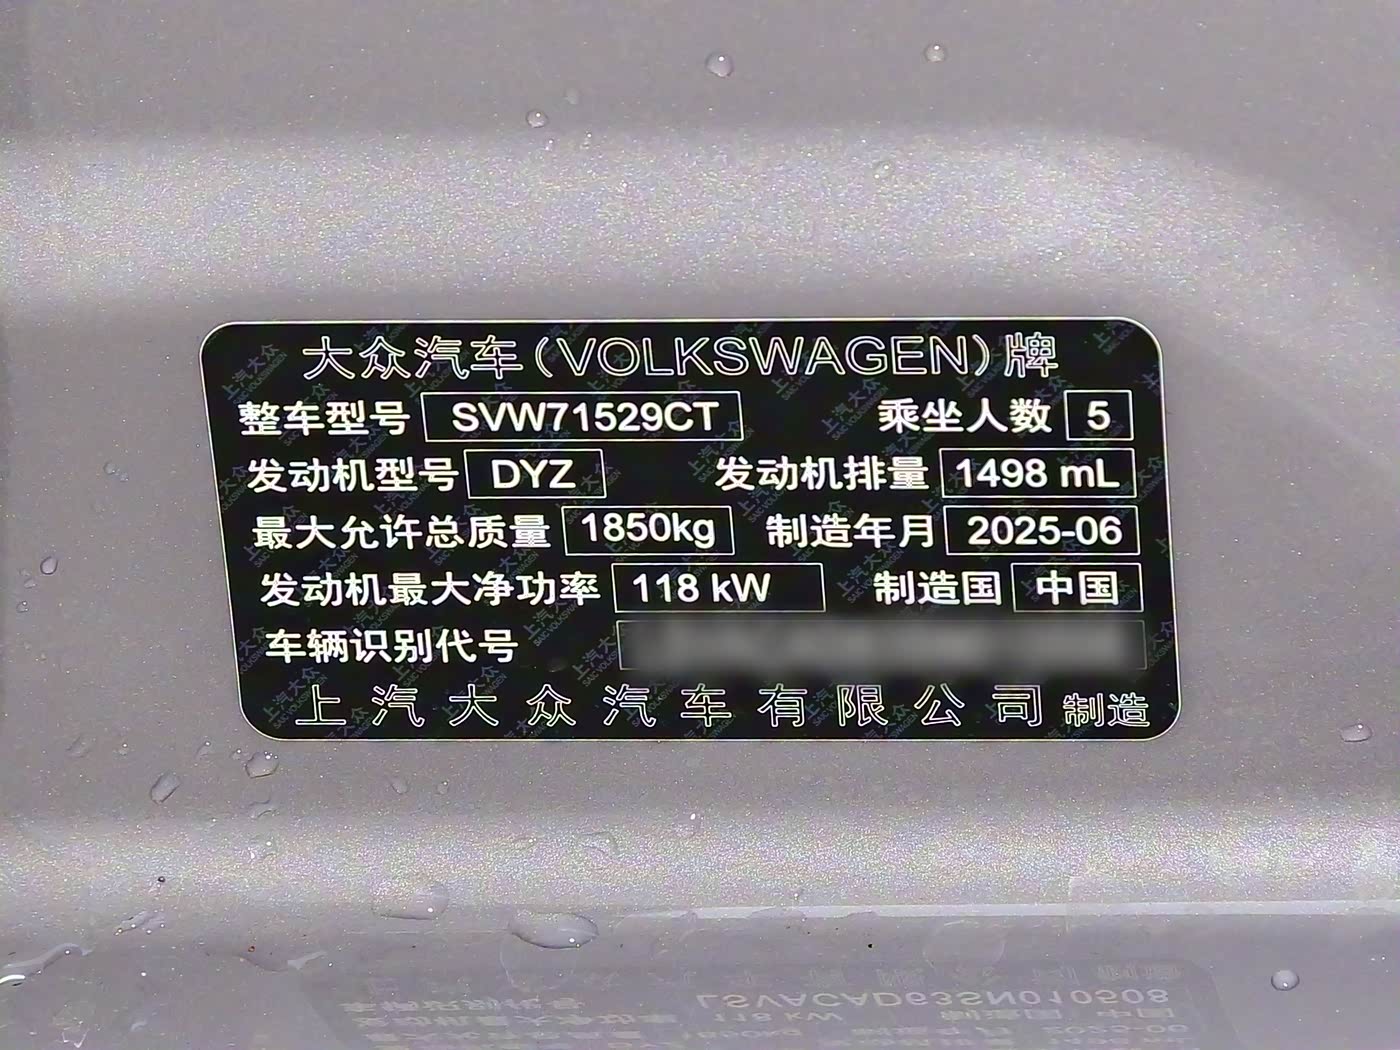 大众汽车(VOLKSWAGEN)牌
整车型号 SVW71529CT 乘坐人数 5
发动机型号 DYZ 发动机排量 1498 mL
最大允许总质量 1850kg 制造年月 2025-06
发动机最大净功率 118 kW 制造国 中国
车辆识别代号
上汽大众汽车有限公司 制造